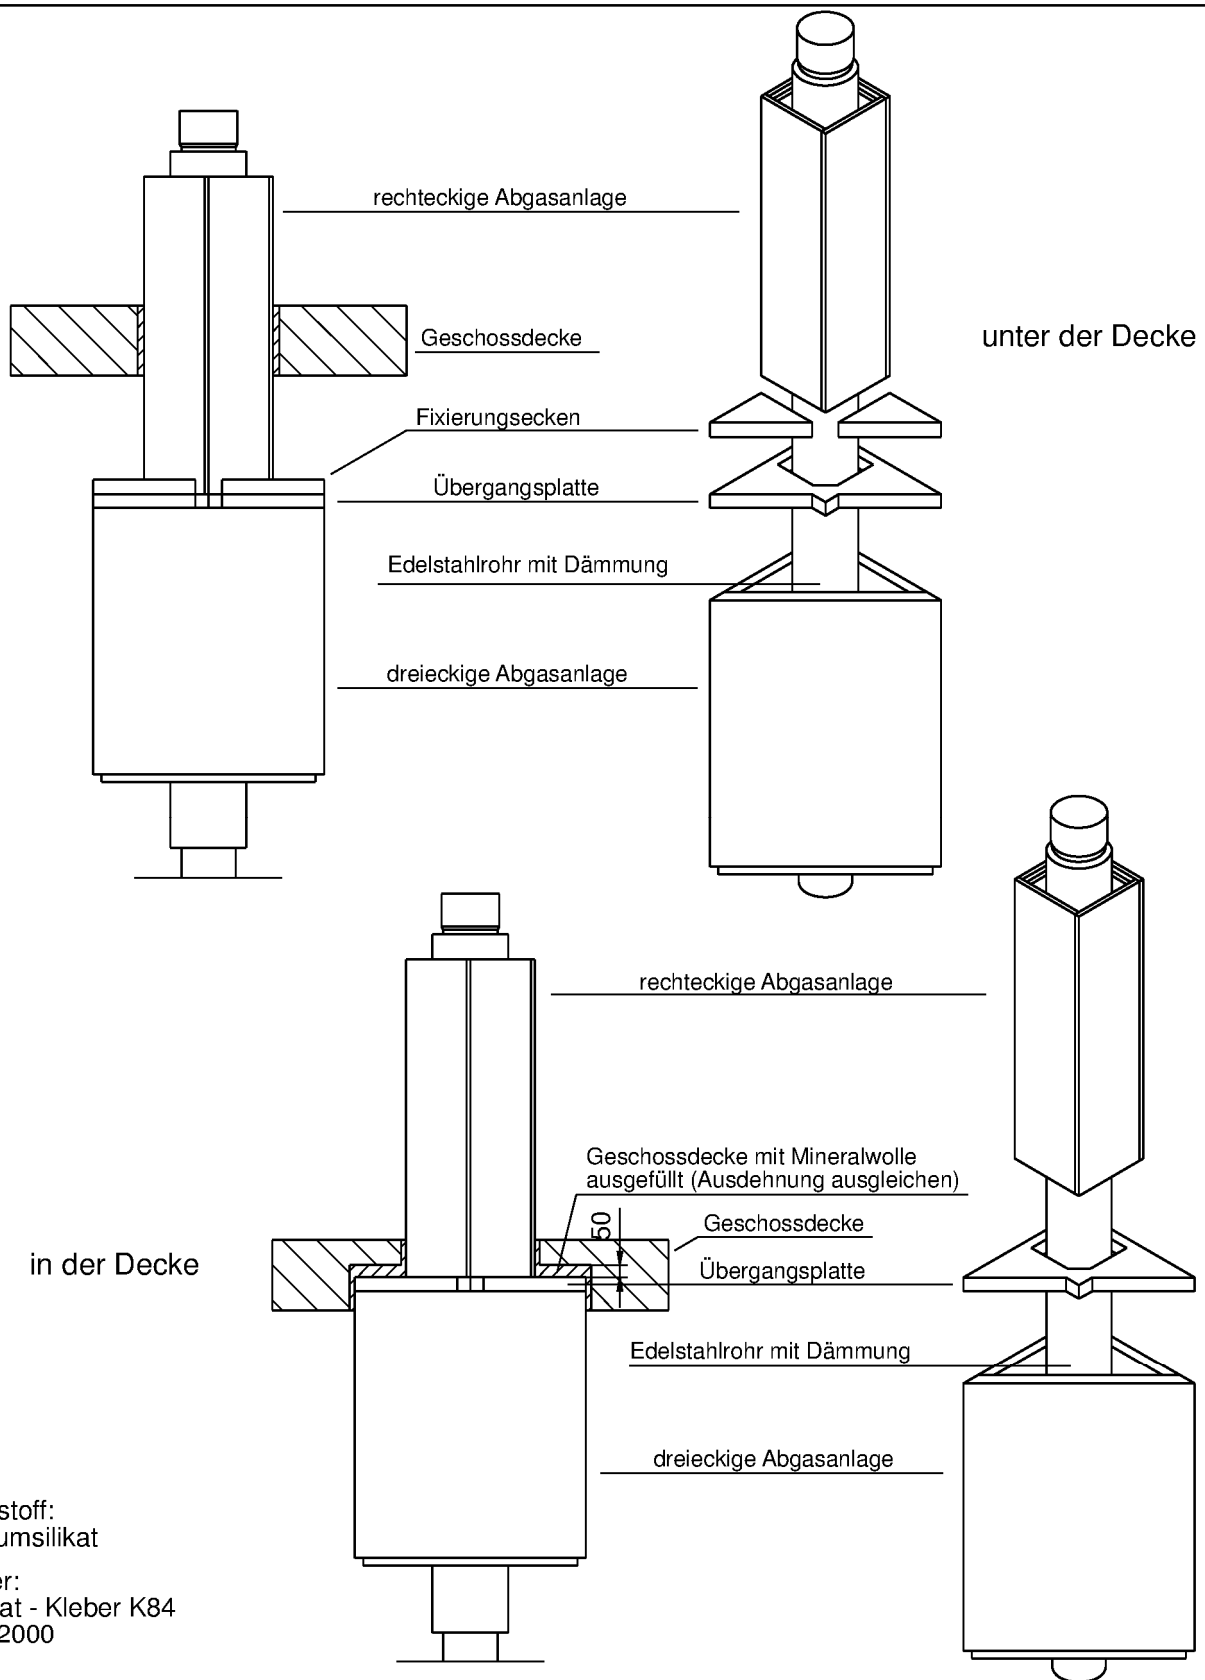 rechteckige Abgasanlage
Geschossdecke
unter der Decke
Fixierungsecken
Übergangsplatte
Edelstahlrohr mit Dämmung
dreieckige Abgasanlage
rechteckige Abgasanlage
Geschossdecke mit Mineralwolle
ausgefüllt (Ausdehnung ausgleichen)
50
Geschossdecke
in der Decke
Übergangsplatte
Edelstahlrohr mit Dämmung
dreieckige Abgasanlage
stoff:
umsilikat
er:
at - Kleber K84
2000